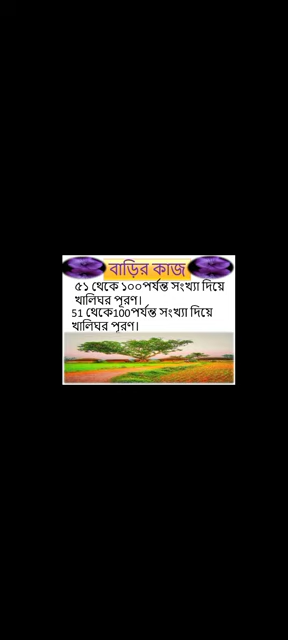 বাড়ির কাজ
৫১ থেকে ১০০পর্যন্ত সংখ্যা দিয়ে
খালিঘর পূরণ।
51 থেকে100পর্যন্ত সংখ্যা দিয়ে
খালিঘর পূরণ।